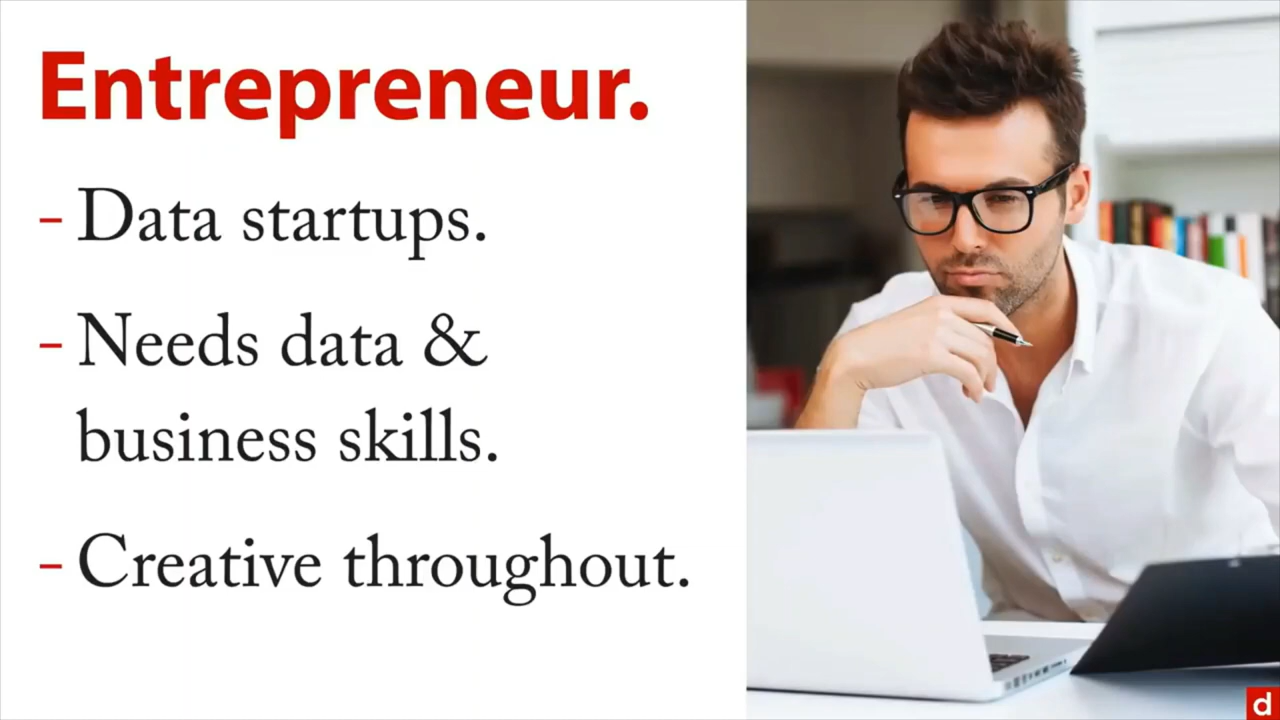 Entrepreneur.
- Data startups.
- Needs data &
business skills.
- Creative throughout.
d